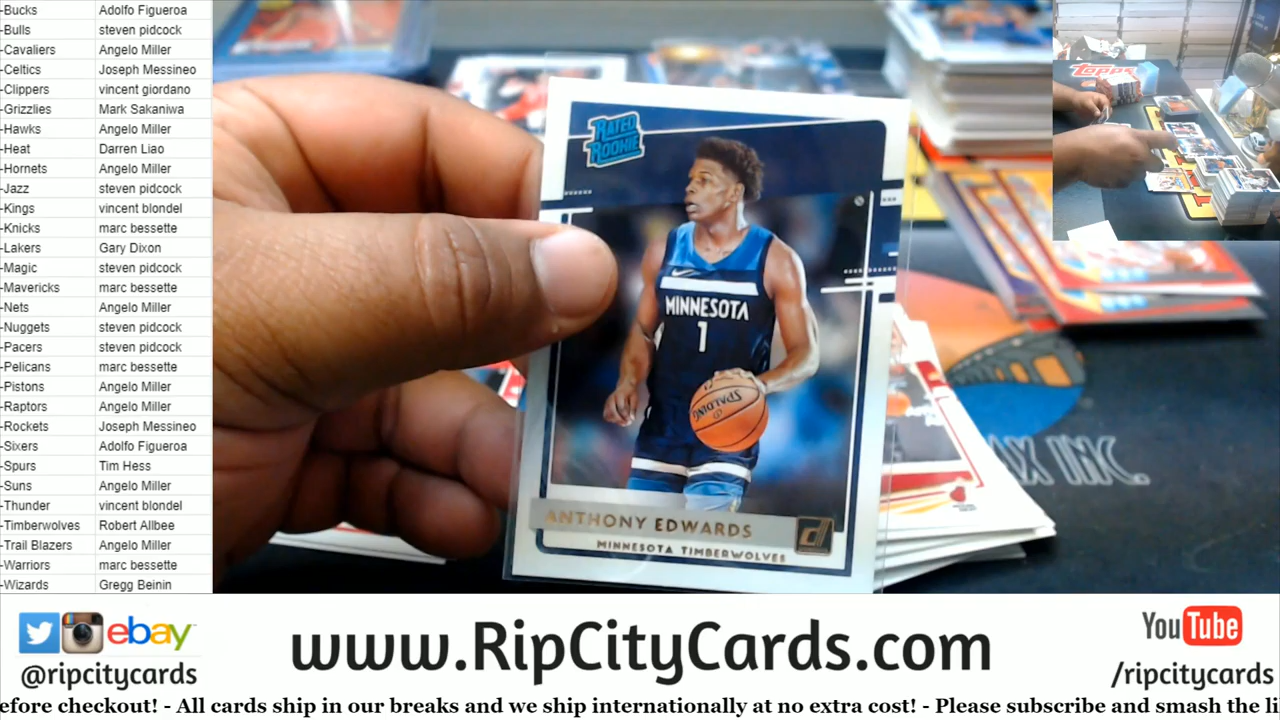 -Bucks Adolfo Figueroa
-Bulls steven pidcock
-Cavaliers Angelo Miller
-Celtics Joseph Messineo
-Clippers vincent giordano
-Grizzlies Mark Sakaniwa
-Hawks Angelo Miller
-Heat Darren Liao
-Hornets Angelo Miller
-Jazz steven pidcock
-Kings vincent blondel
-Knicks marc bessette
-Lakers Gary Dixon
-Magic steven pidcock
-Mavericks marc bessette
-Nets Angelo Miller
-Nuggets steven pidcock
-Pacers steven pidcock
-Pelicans marc bessette
-Pistons Angelo Miller
-Raptors Angelo Miller
-Rockets Joseph Messineo
-Sixers Adolfo Figueroa
-Spurs Tim Hess
-Suns Angelo Miller
-Thunder vincent blondel
-Timberwolves Robert Allbee
-Trail Blazers Angelo Miller
-Warriors marc bessette
-Wizards Gregg Beinin
RATED
ROOKIE
MINNESOTA
1
SPALDING
ANTHONY EDWARDS
MINNESOTA TIMBERWOLVES
Topps
INC.
ebay
@ripcitycards
www.RipCityCards.com
YouTube
/ripcitycards
efore checkout! - All cards ship in our breaks and we ship internationally at no extra cost! - Please subscribe and smash the li